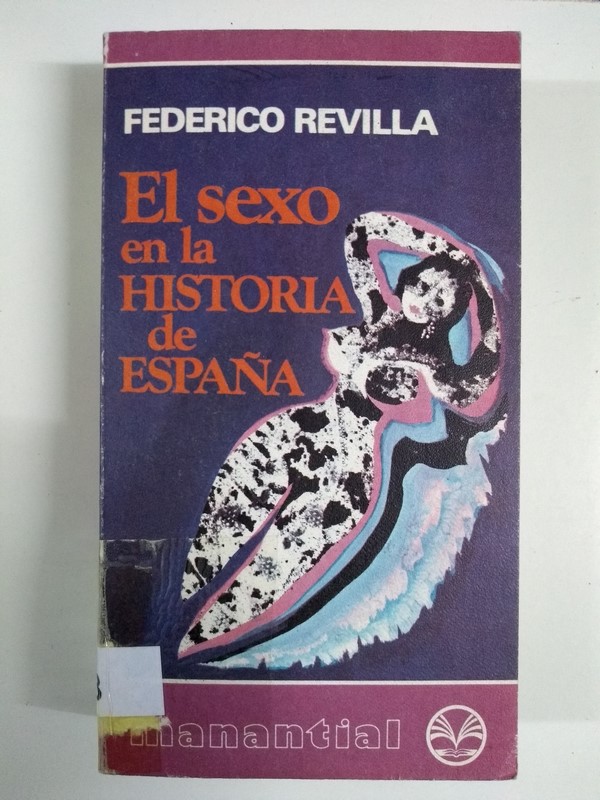 FEDERICO REVILLA
El sexo
en la
HISTORIA
de
ESPAÑA
manantial